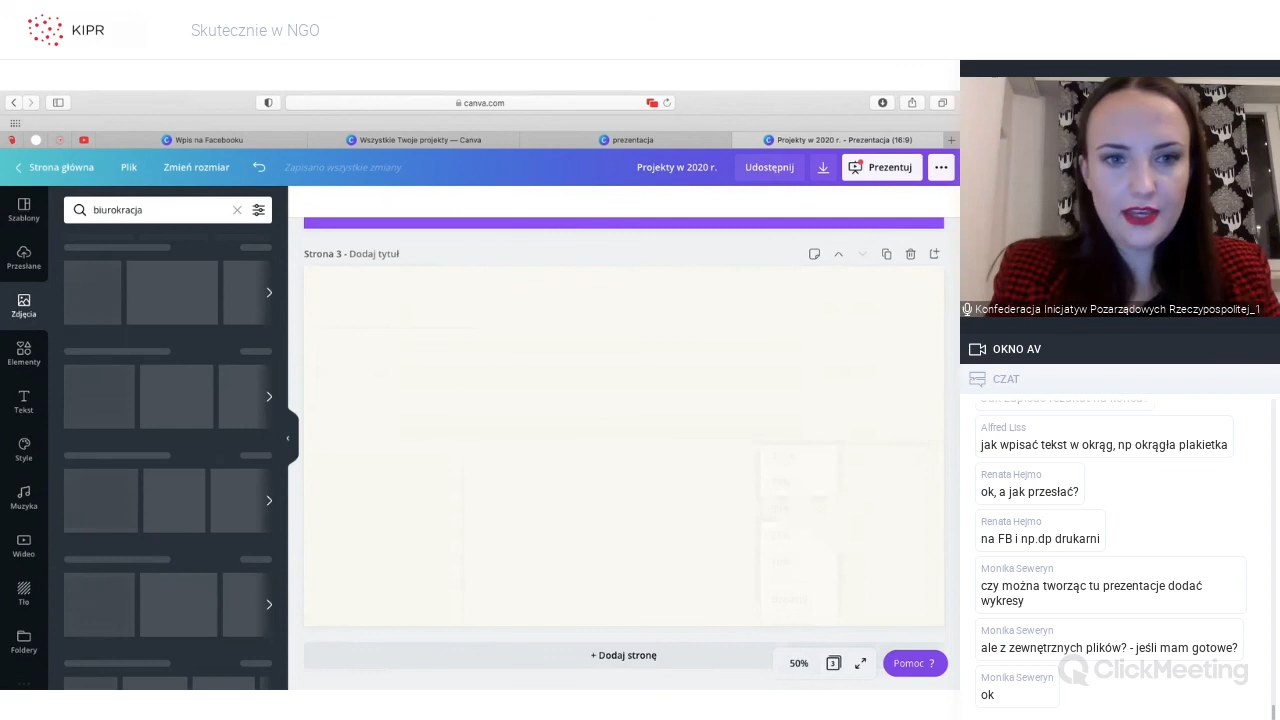 KIPR
Skutecznie w NGO
canva.com
Wpis na Facebooku
Wszystkie Twoje projekty — Canva
prezentacja
Projekty w 2020 r. - Prezentacja (16:9)
Strona główna
Plik
Zmień rozmiar
Zapisano wszystkie zmiany
Projekty w 2020 r.
Udostępnij
Prezentuj
Szablony
Przesłane
Zdjęcia
Elementy
Tekst
Style
Muzyka
Wideo
Tło
Foldery
biurokracja
Strona 3 - Dodaj tytuł
+ Dodaj stronę
50%
3
Pomoc ?
Konfederacja Inicjatyw Pozarządowych Rzeczypospolitej_1
OKNO AV
CZAT
Alfred Liss
jak wpisać tekst w okrąg, np okrągła plakietka
Renata Hejmo
ok, a jak przesłać?
Renata Hejmo
na FB i np.dp drukarni
Monika Seweryn
czy można tworząc tu prezentacje dodać
wykresy
Monika Seweryn
ale z zewnętrznych plików? - jeśli mam gotowe?
Monika Seweryn
ok
ClickMeeting